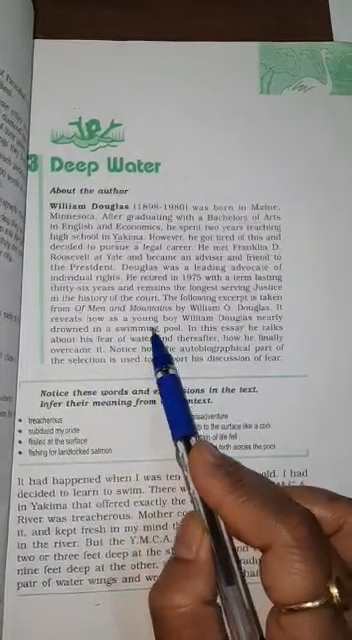 3 Deep Water
About the author
William Douglas (1898-1980) was born in Maine,
Minnesota. After graduating with a Bachelors of Arts
in English and Economics, he spent two years teaching
high school in Yakima. However, he got tired of this and
decided to pursue a legal career. He met Franklin D.
Roosevelt at Yale and became an adviser and friend to
the President. Douglas was a leading advocate of
individual rights. He retired in 1975 with a term lasting
thirty-six years and remains the longest serving Justice
in the history of the court. The following excerpt is taken
from Of Men and Mountains by William O. Douglas. It
reveals how as a young boy William Douglas nearly
drowned in a swimming pool. In this essay he talks
about his fear of water and thereafter, how he finally
overcame it. Notice the autobiographical part of
the selection is used to his discussion of fear.
Notice these words and in the text.
Infer their meaning from
• treacherous misadventure
• subdued my pride to the surface like a cork
• flailed at the surface of life fell
• fishing for landlocked salmon forth across the pool
It had happened when I was ten I had
decided to learn to swim. There
in Yakima that offered exactly the
River was treacherous. Mother
it, and kept fresh in my mind
in the river. But the Y.M.C.A.
two or three feet deep at the
nine feet deep at the other,
pair of water wings and